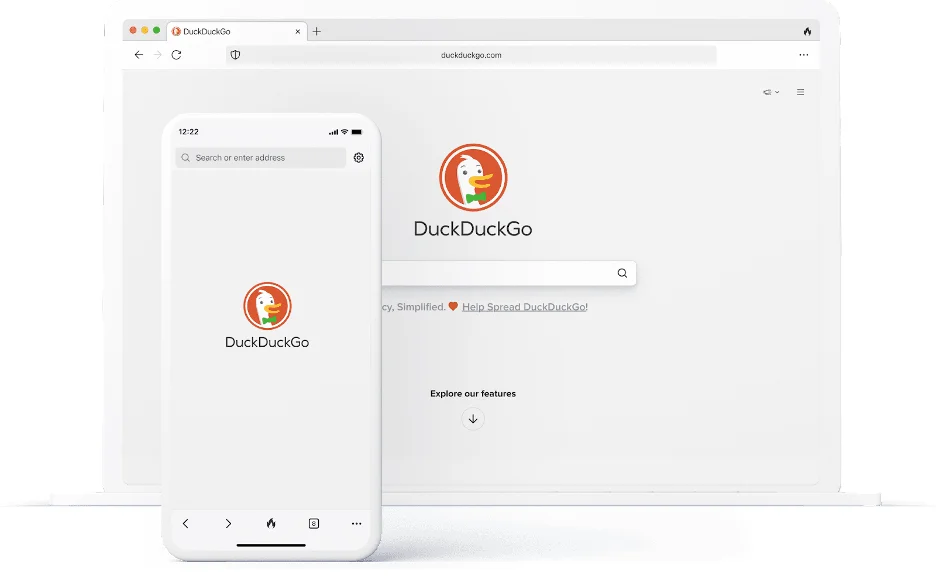 DuckDuckGo
duckduckgo.com
DuckDuckGo
cy, Simplified. Help Spread DuckDuckGo!
Explore our features
12:22
Search or enter address
DuckDuckGo
8